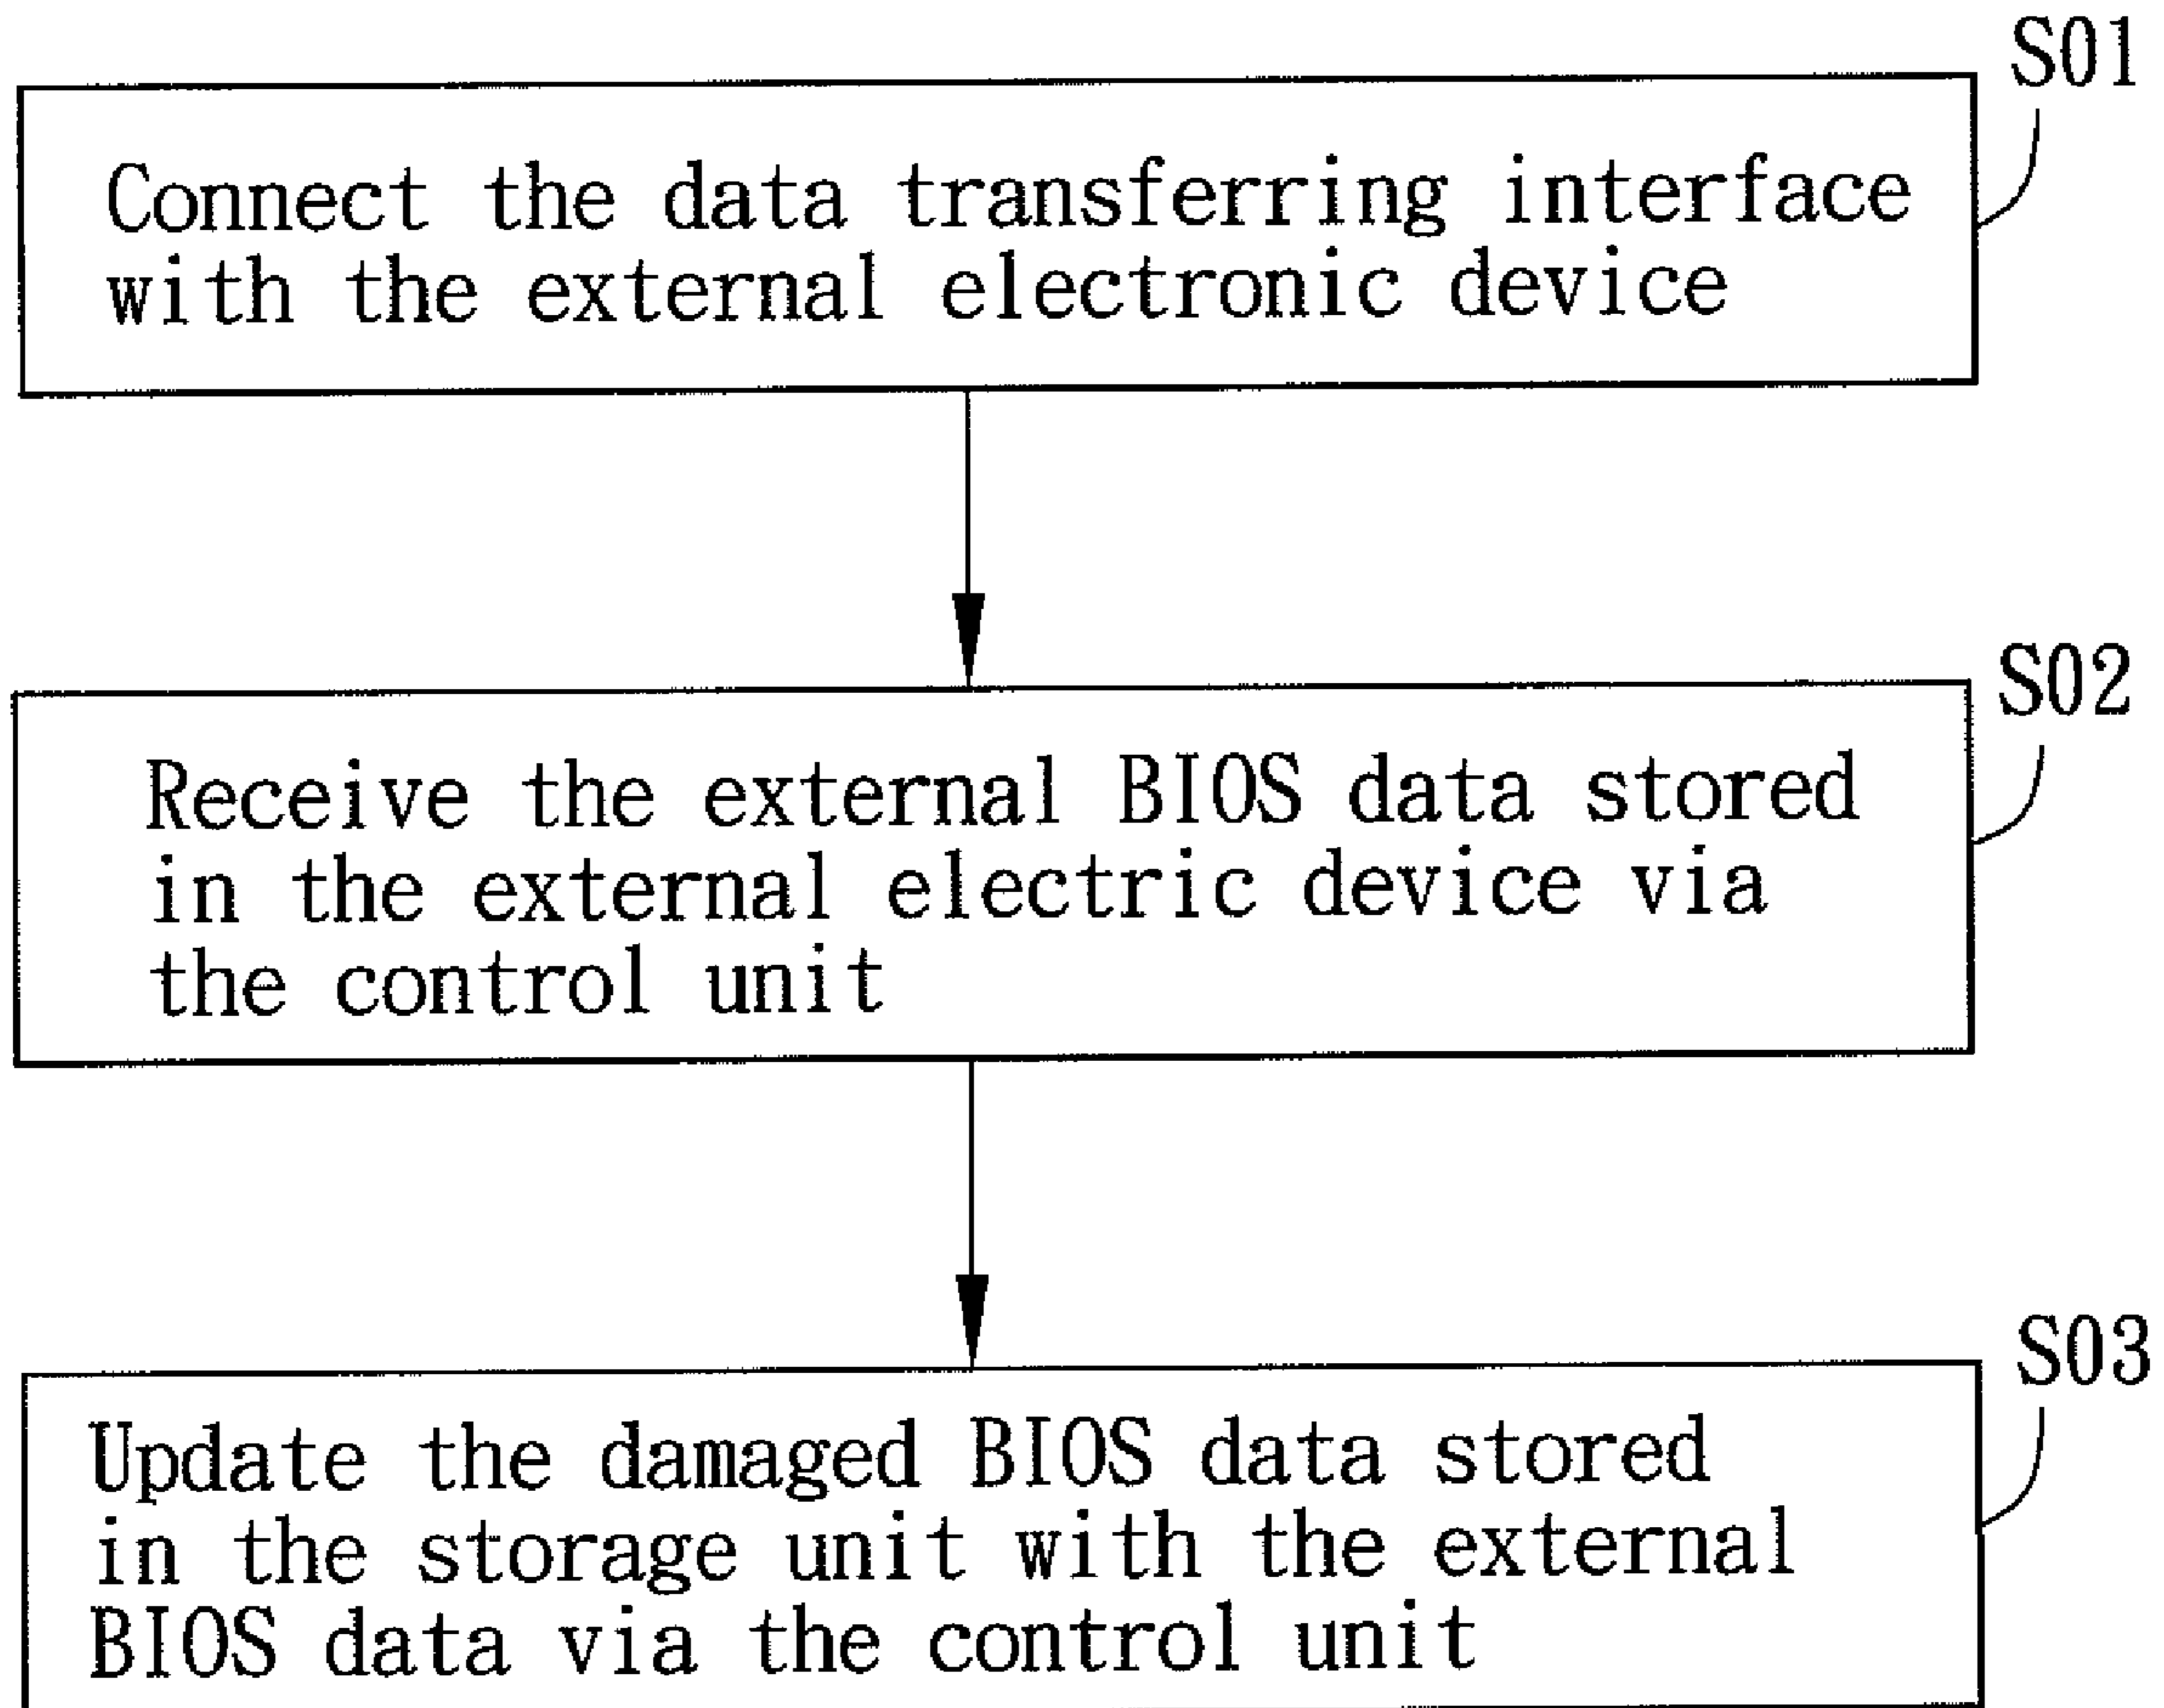 S01
Connect the data transferring interface
with the external electronic device
S02
Receive the external BIOS data stored
in the external electric device via
the control unit
S03
Update the damaged BIOS data stored
in the storage unit with the external
BIOS data via the control unit